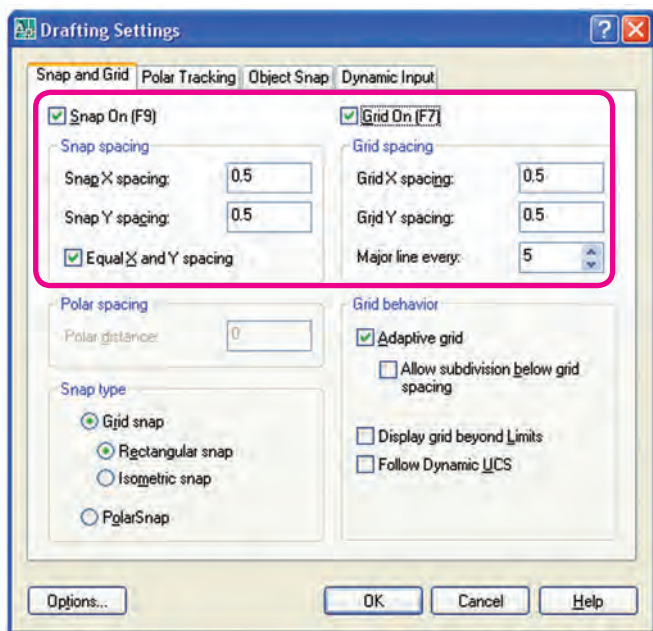 Drafting Settings
Snap and Grid Polar Tracking Object Snap Dynamic Input
Snap On (F9)
Snap spacing
Snap X spacing: 0.5
Snap Y spacing: 0.5
Equal X and Y spacing
Grid On (F7)
Grid spacing
Grid X spacing: 0.5
Grid Y spacing: 0.5
Major line every: 5
Polar spacing
Polar distance: 0
Snap type
Grid snap
Rectangular snap
Isometric snap
PolarSnap
Grid behavior
Adaptive grid
Allow subdivision below grid
spacing
Display grid beyond Limits
Follow Dynamic UCS
Options... OK Cancel Help